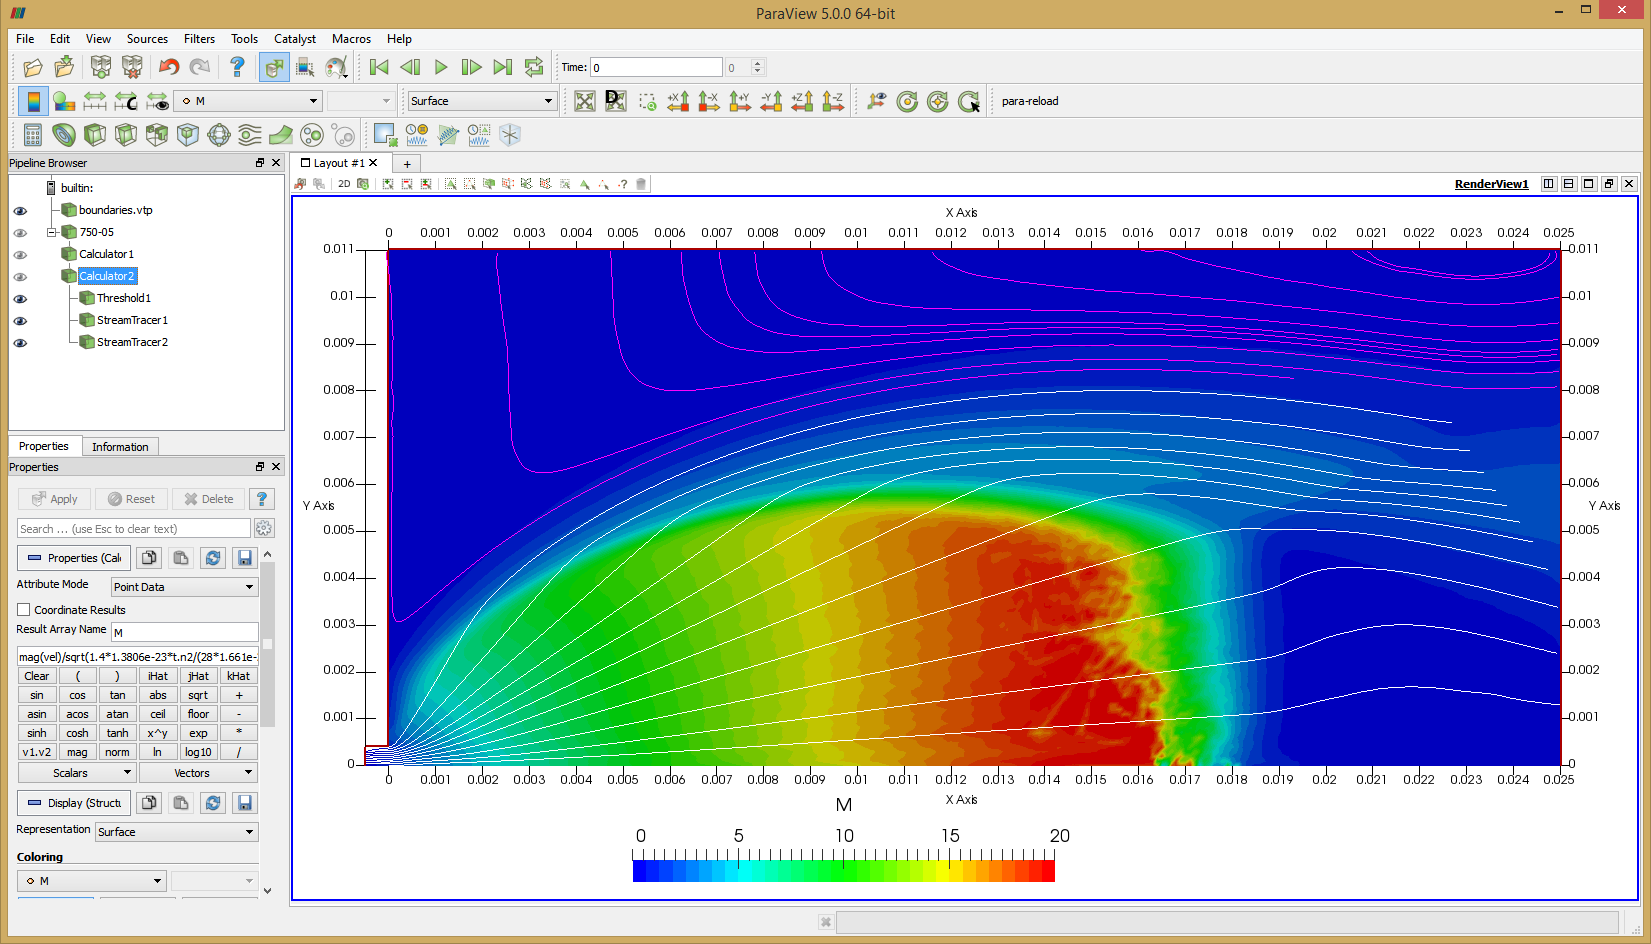 ParaView 5.0.0 64-bit
File Edit View Sources Filters Tools Catalyst Macros Help
Time: 0 0
M Surface para-reload
Pipeline Browser
Layout #1
builtin:
boundaries.vtp
750-05
Calculator1
Calculator2
Threshold1
StreamTracer1
StreamTracer2
2D
RenderView1
X Axis
0 0.001 0.002 0.003 0.004 0.005 0.006 0.007 0.008 0.009 0.01 0.011 0.012 0.013 0.014 0.015 0.016 0.017 0.018 0.019 0.02 0.021 0.022 0.023 0.024 0.025
0.011 0.011
0.01 0.01
0.009 0.009
0.008 0.008
0.007 0.007
0.006 0.006
Y Axis Y Axis
0.005 0.005
0.004 0.004
0.003 0.003
0.002 0.002
0.001 0.001
0 0
0 0.001 0.002 0.003 0.004 0.005 0.006 0.007 0.008 0.009 0.01 0.011 0.012 0.013 0.014 0.015 0.016 0.017 0.018 0.019 0.02 0.021 0.022 0.023 0.024 0.025
X Axis
M
0 5 10 15 20
Properties Information
Properties
Apply Reset Delete ?
Search ... (use Esc to clear text)
Properties (Calc
Attribute Mode Point Data
Coordinate Results
Result Array Name M
mag(vel)/sqrt(1.4*1.3806e-23*t.n2/(28*1.661e-
Clear ( ) iHat jHat kHat
sin cos tan abs sqrt +
asin acos atan ceil floor -
sinh cosh tanh x^y exp *
v1.v2 mag norm ln log10 /
Scalars Vectors
Display (Structu
Representation Surface
Coloring
M